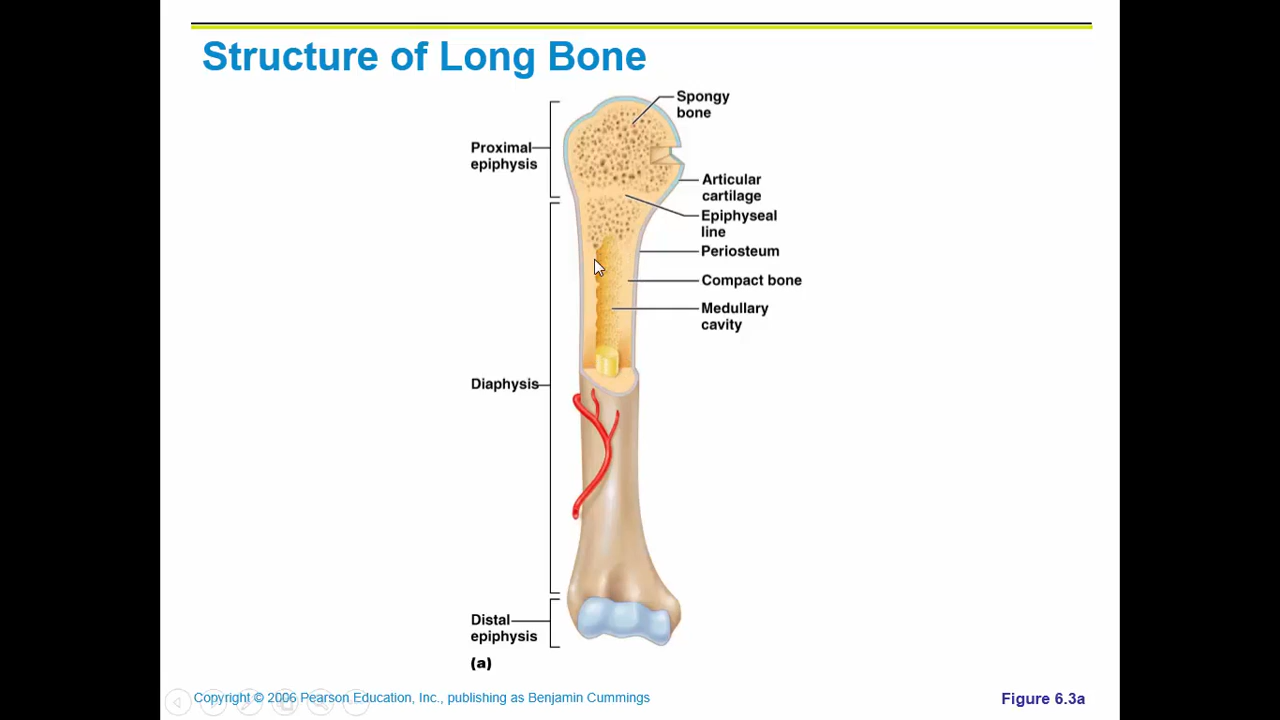 Structure of Long Bone
Spongy
bone
Proximal
epiphysis
Articular
cartilage
Epiphyseal
line
Periosteum
Compact bone
Medullary
cavity
Diaphysis
Distal
epiphysis
(a)
Copyright © 2006 Pearson Education, Inc., publishing as Benjamin Cummings
Figure 6.3a